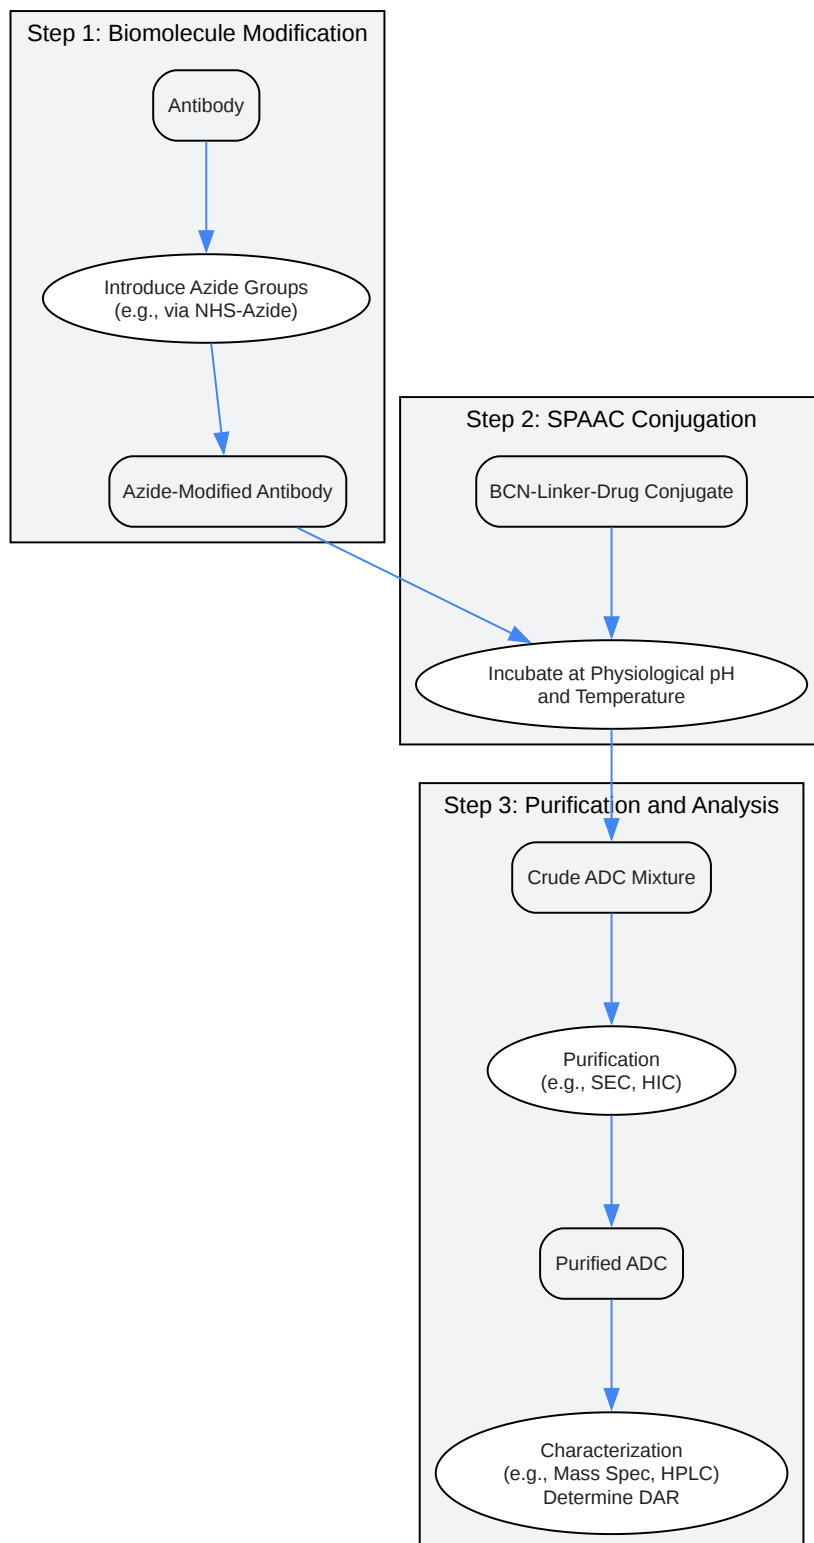 Step 1: Biomolecule Modification
Antibody
Introduce Azide Groups
(e.g., via NHS-Azide)
Azide-Modified Antibody
Step 2: SPAAC Conjugation
BCN-Linker-Drug Conjugate
Incubate at Physiological pH
and Temperature
Step 3: Purification and Analysis
Crude ADC Mixture
Purification
(e.g., SEC, HIC)
Purified ADC
Characterization
(e.g., Mass Spec, HPLC)
Determine DAR